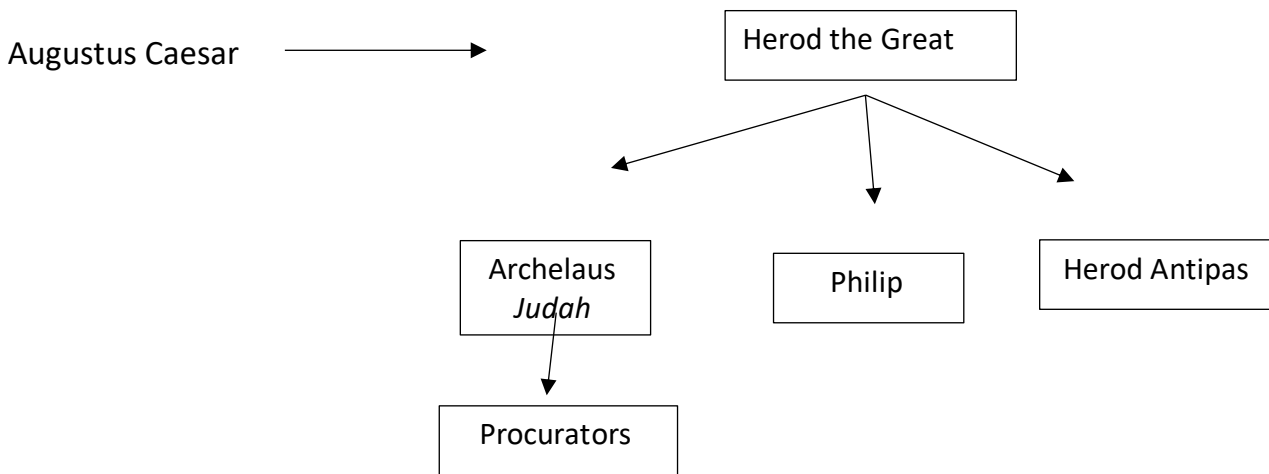 Augustus Caesar
Herod the Great
Archelaus
Judah
Philip
Herod Antipas
Procurators